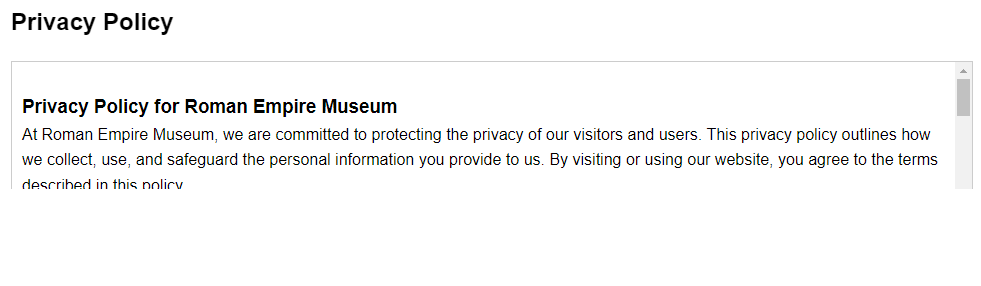 Privacy Policy
Privacy Policy for Roman Empire Museum
At Roman Empire Museum, we are committed to protecting the privacy of our visitors and users. This privacy policy outlines how
we collect, use, and safeguard the personal information you provide to us. By visiting or using our website, you agree to the terms
described in this policy